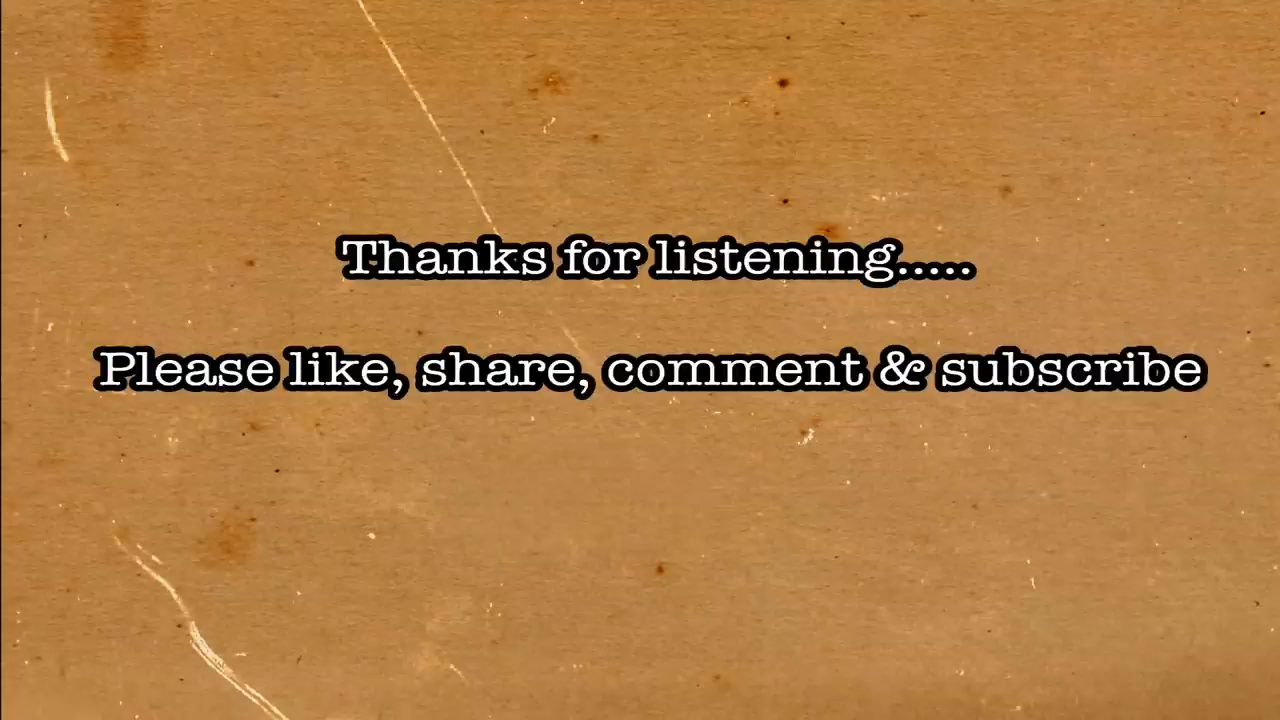 Thanks for listening.....
Please like, share, comment & subscribe